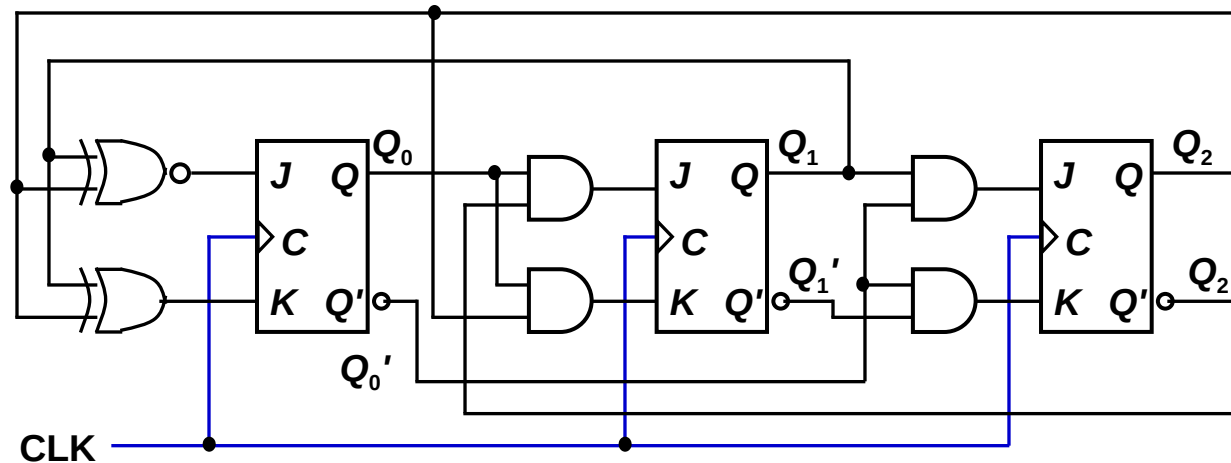 Q0 Q1 Q2
J Q J Q J Q
C C C
Q1' Q2
K Q' K Q' K Q'
Q0'
CLK